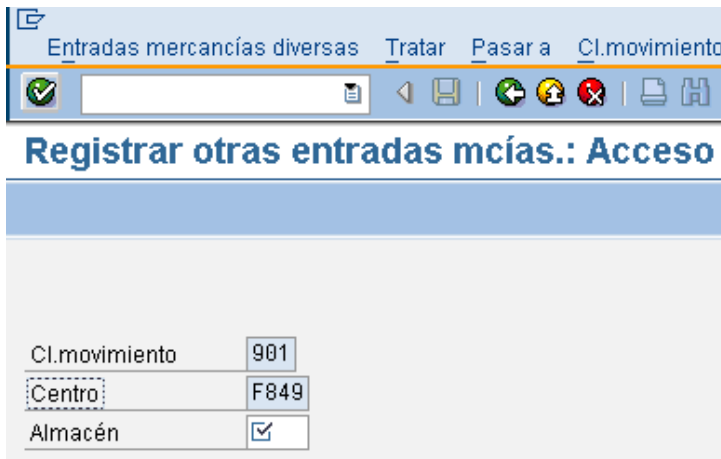 Entradas mercancías diversas Tratar Pasar a Cl.movimiento
Registrar otras entradas mcías.: Acceso
Cl.movimiento 901
Centro F849
Almacén